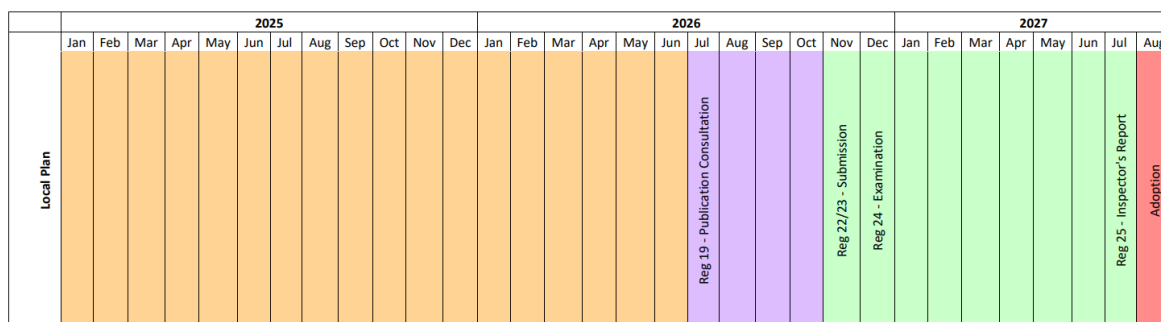 2025 2026 2027
Jan Feb Mar Apr May Jun Jul Aug Sep Oct Nov Dec Jan Feb Mar Apr May Jun Jul Aug Sep Oct Nov Dec Jan Feb Mar Apr May Jun Jul Aug
Local Plan
Reg 19 - Publication Consultation
Reg 22/23 - Submission
Reg 24 - Examination
Reg 25 - Inspector's Report
Adoption